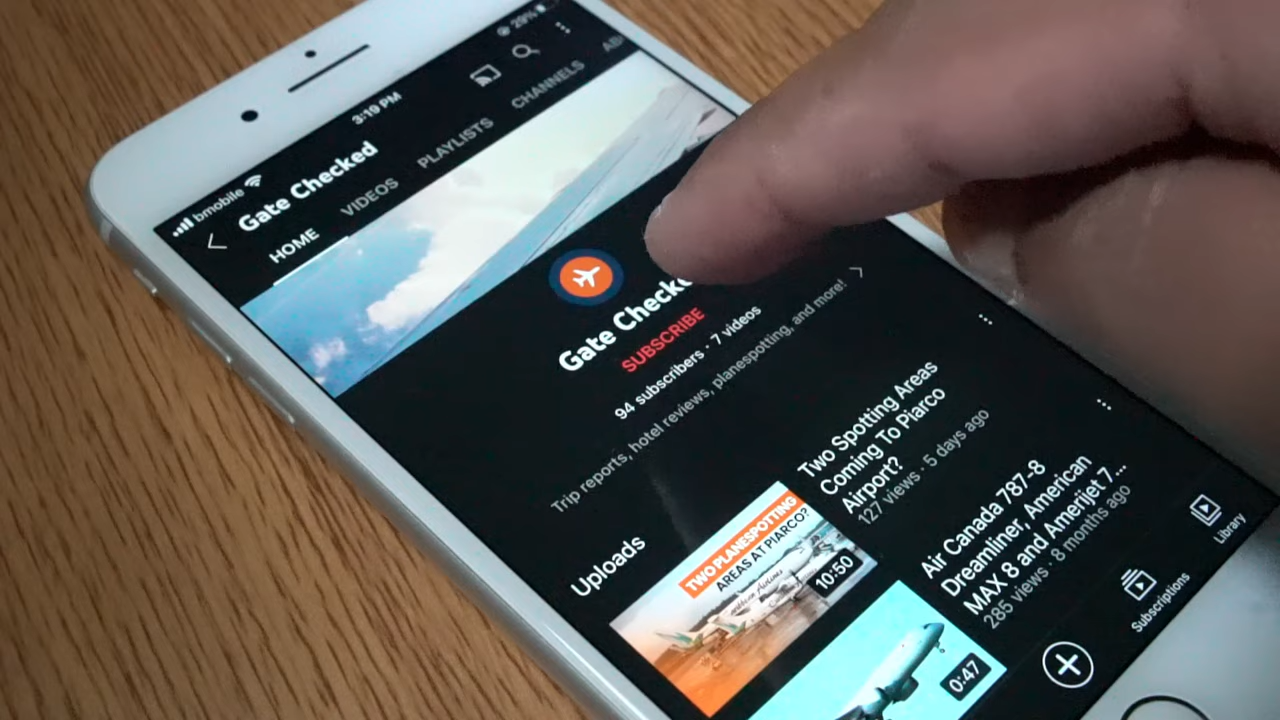 bmobile
3:19 PM
29%
Gate Checked
HOME
VIDEOS
PLAYLISTS
CHANNELS
AB
Gate Checke
SUBSCRIBE
94 subscribers · 7 videos
Trip reports, hotel reviews, planespotting, and more!
Uploads
TWO PLANESPOTTING
AREAS AT PIARCO?
10:50
Two Spotting Areas
Coming To Piarco
Airport?
127 views · 5 days ago
0:47
Air Canada 787-8
Dreamliner, American
MAX 8 and Amerijet 7...
285 views · 8 months ago
Subscriptions
Library